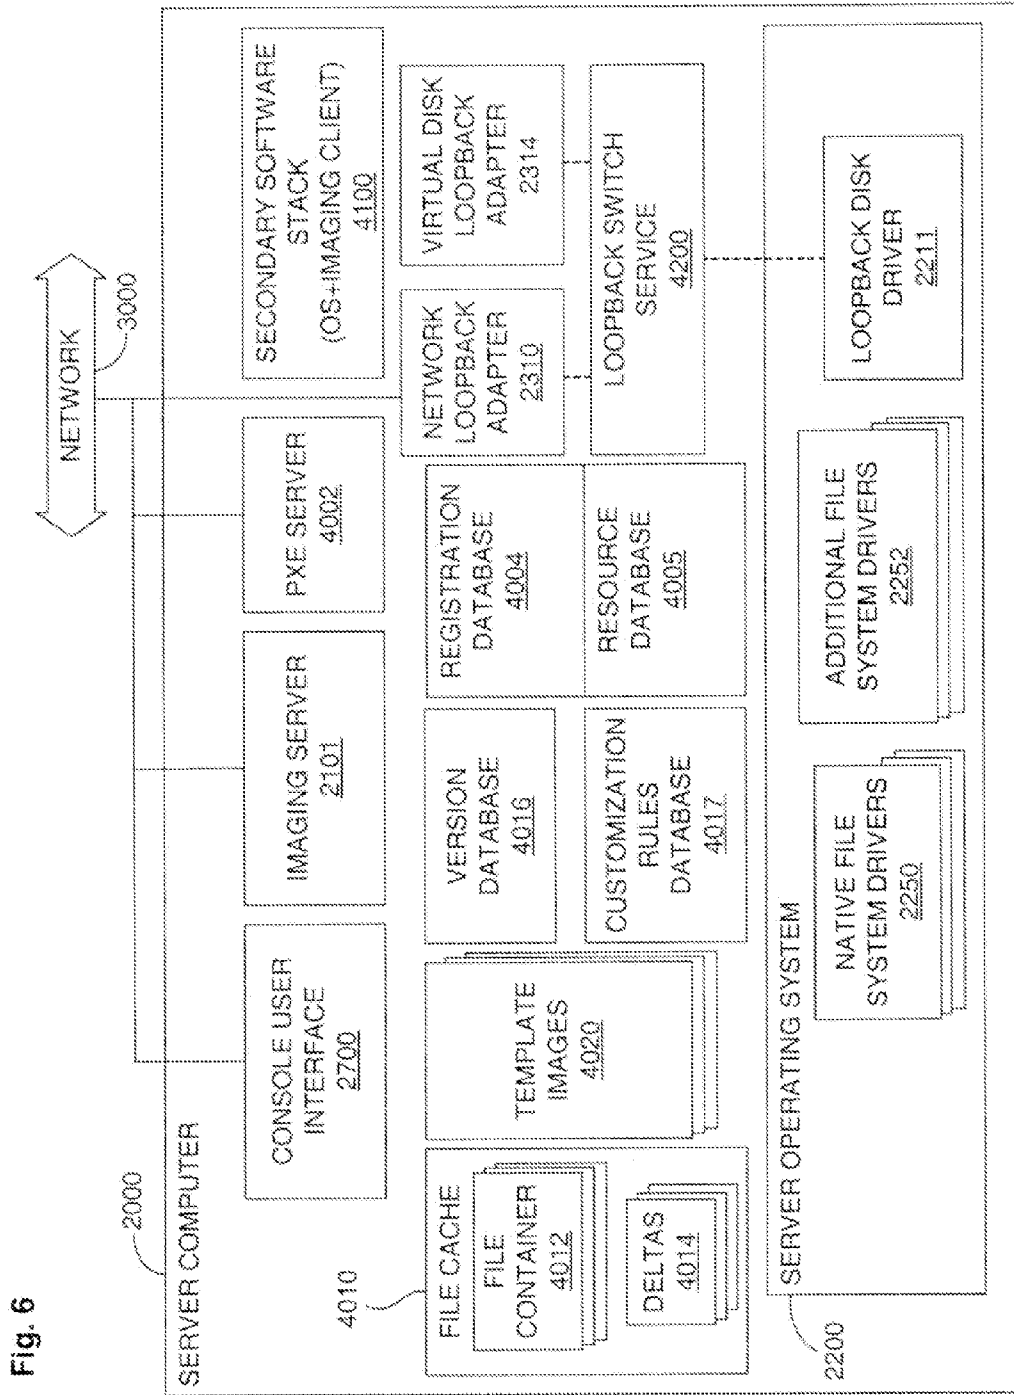 Fig. 6
NETWORK
3000
2000
SERVER COMPUTER
CONSOLE USER
INTERFACE
2700
IMAGING SERVER
2101
PXE SERVER
4002
SECONDARY SOFTWARE
STACK
(OS+IMAGING CLIENT)
4100
4010
FILE CACHE
FILE
CONTAINER
4012
DELTAS
4014
TEMPLATE
IMAGES
4020
VERSION
DATABASE
4016
CUSTOMIZATION
RULES
DATABASE
4017
REGISTRATION
DATABASE
4004
RESOURCE
DATABASE
4005
NETWORK
LOOPBACK
ADAPTER
2310
VIRTUAL DISK
LOOPBACK
ADAPTER
2314
LOOPBACK SWITCH
SERVICE
4200
2200
SERVER OPERATING SYSTEM
NATIVE FILE
SYSTEM DRIVERS
2250
ADDITIONAL FILE
SYSTEM DRIVERS
2252
LOOPBACK DISK
DRIVER
2211